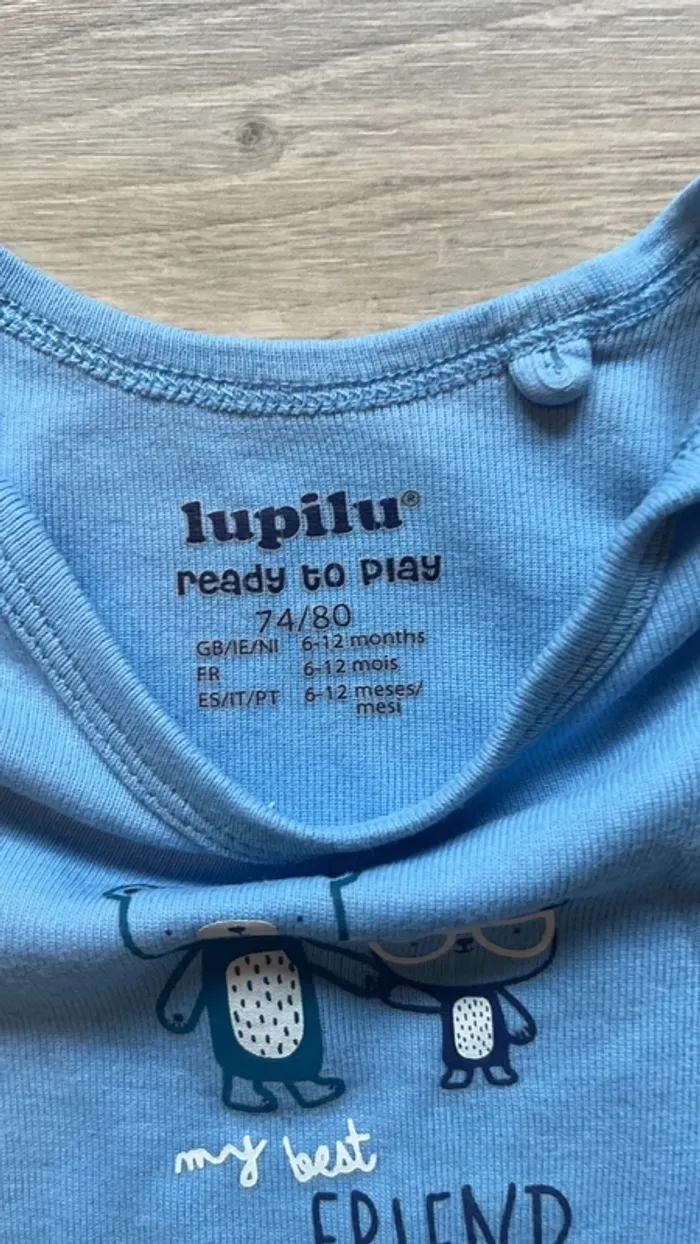 lupilu®
ready to play
74/80
GB/IE/NI 6-12 months
FR 6-12 mois
ES/IT/PT 6-12 meses/
mesi
my best
FRIEND